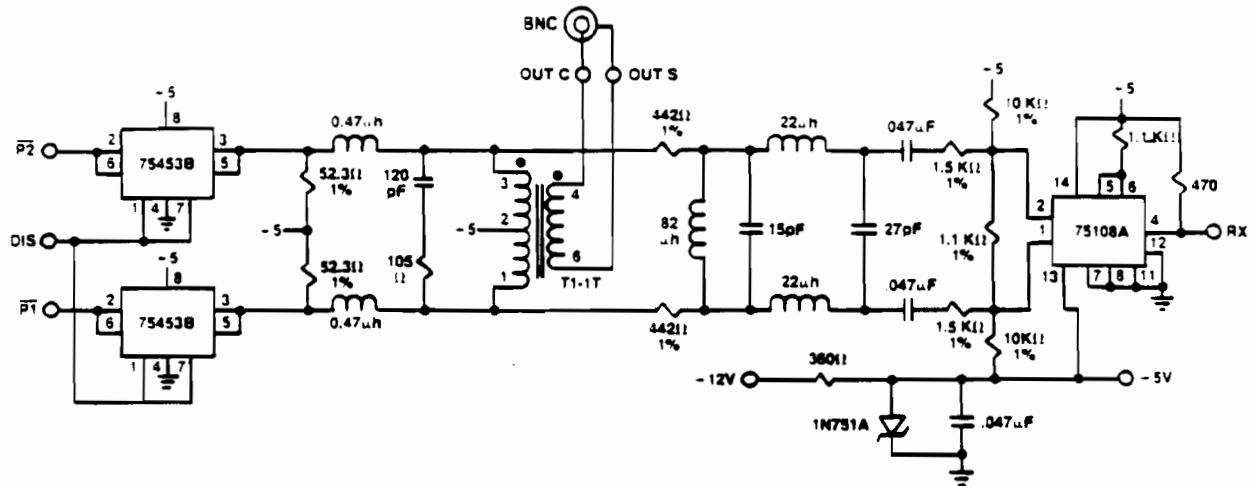 BNC
OUT C
OUT S
- 5
8
P2
2
6
75453B
3
5
1
4
7
DIS
- 5
8
P1
2
6
75453B
3
5
1
4
7
0.47uh
52.3Ω
1%
- 5
52.3Ω
1%
0.47uh
120
pF
105
Ω
3
- 5
2
1
4
6
T1-1T
442Ω
1%
442Ω
1%
82
uh
15pF
22uh
22uh
27pF
.047uF
.047uF
1.5 KΩ
1%
1.5 KΩ
1%
- 5
10 KΩ
1%
1.1 KΩ
1%
10KΩ
1%
- 5
1.1 KΩ
470
14
5
6
2
1
75108A
4
12
13
7
8
11
RX
- 12V
360Ω
1N751A
.047uF
- 5V